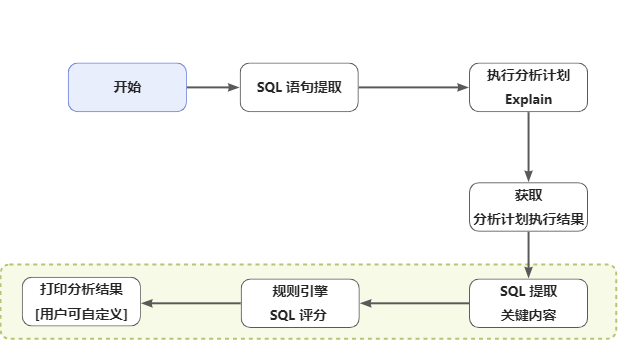 开始
SQL 语句提取
执行分析计划
Explain
获取
分析计划执行结果
SQL 提取
关键内容
规则引擎
SQL 评分
打印分析结果
[用户可自定义]